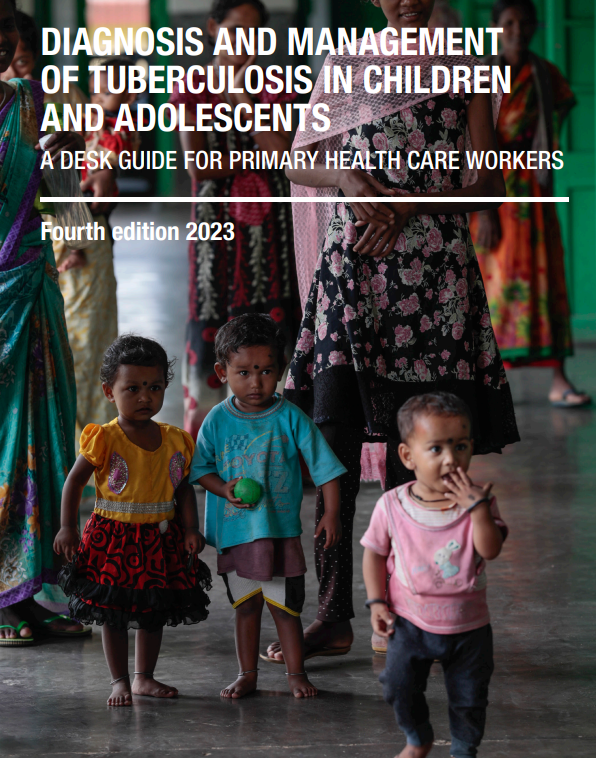 DIAGNOSIS AND MANAGEMENT
OF TUBERCULOSIS IN CHILDREN
AND ADOLESCENTS
A DESK GUIDE FOR PRIMARY HEALTH CARE WORKERS
Fourth edition 2023